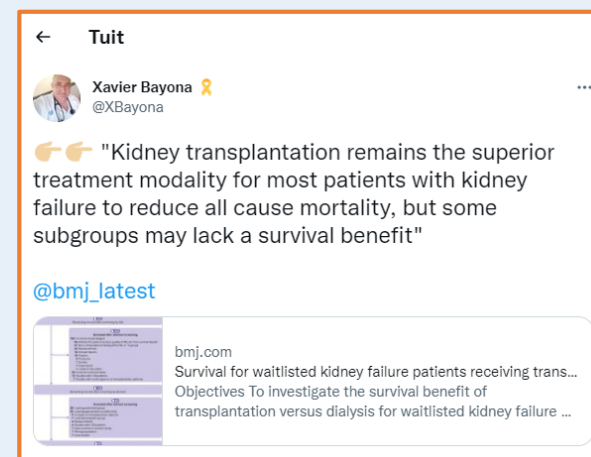 Tuit
Xavier Bayona 🎗
@XBayona
👉👉 "Kidney transplantation remains the superior
treatment modality for most patients with kidney
failure to reduce all cause mortality, but some
subgroups may lack a survival benefit"
@bmj_latest
bmj.com
Survival for waitlisted kidney failure patients receiving trans...
Objectives To investigate the survival benefit of
transplantation versus dialysis for waitlisted kidney failure ...